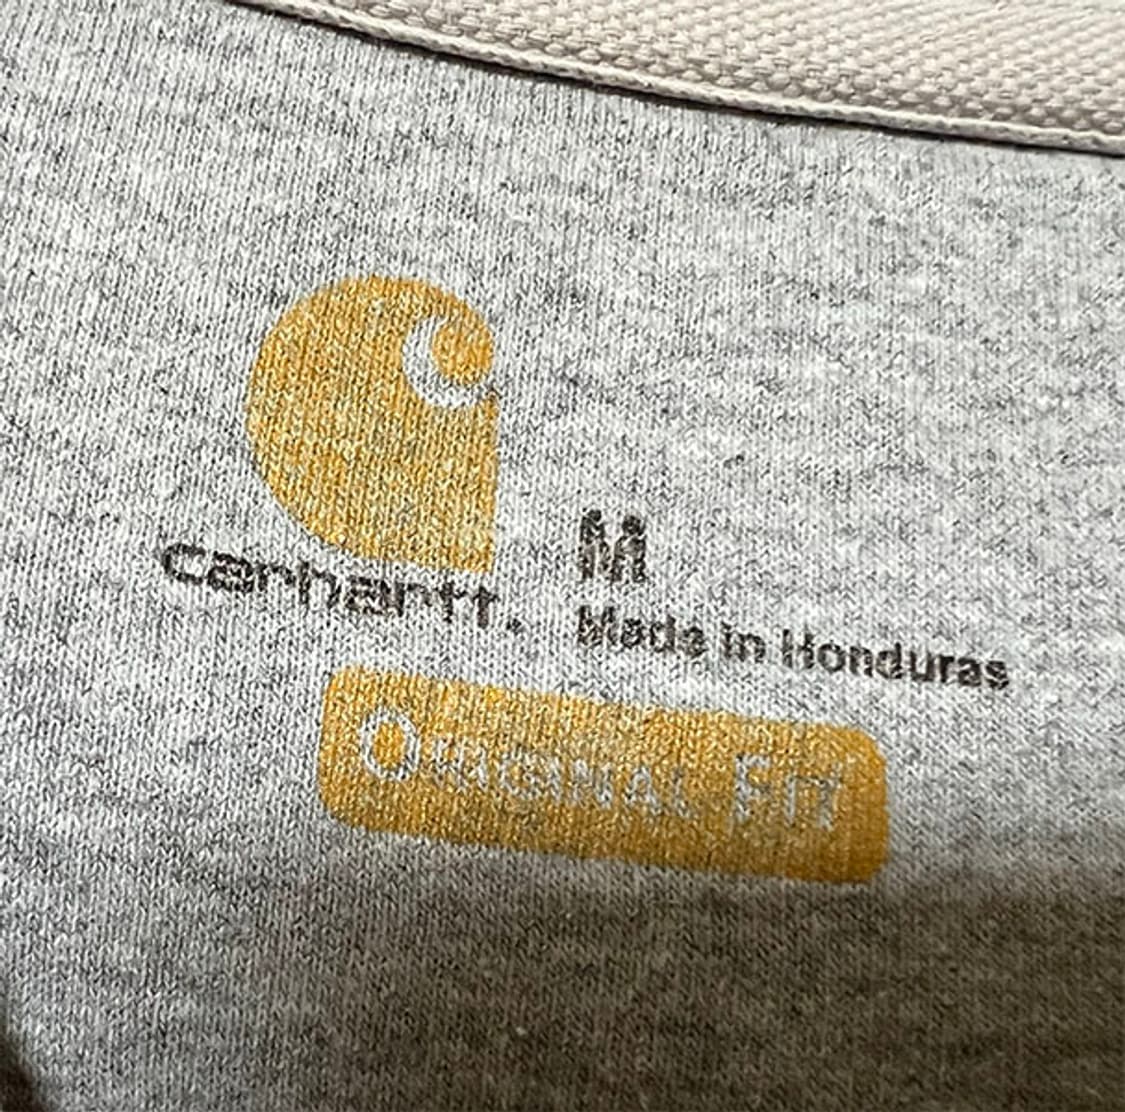 carhartt.
M
Made in Honduras
ORIGINAL FIT